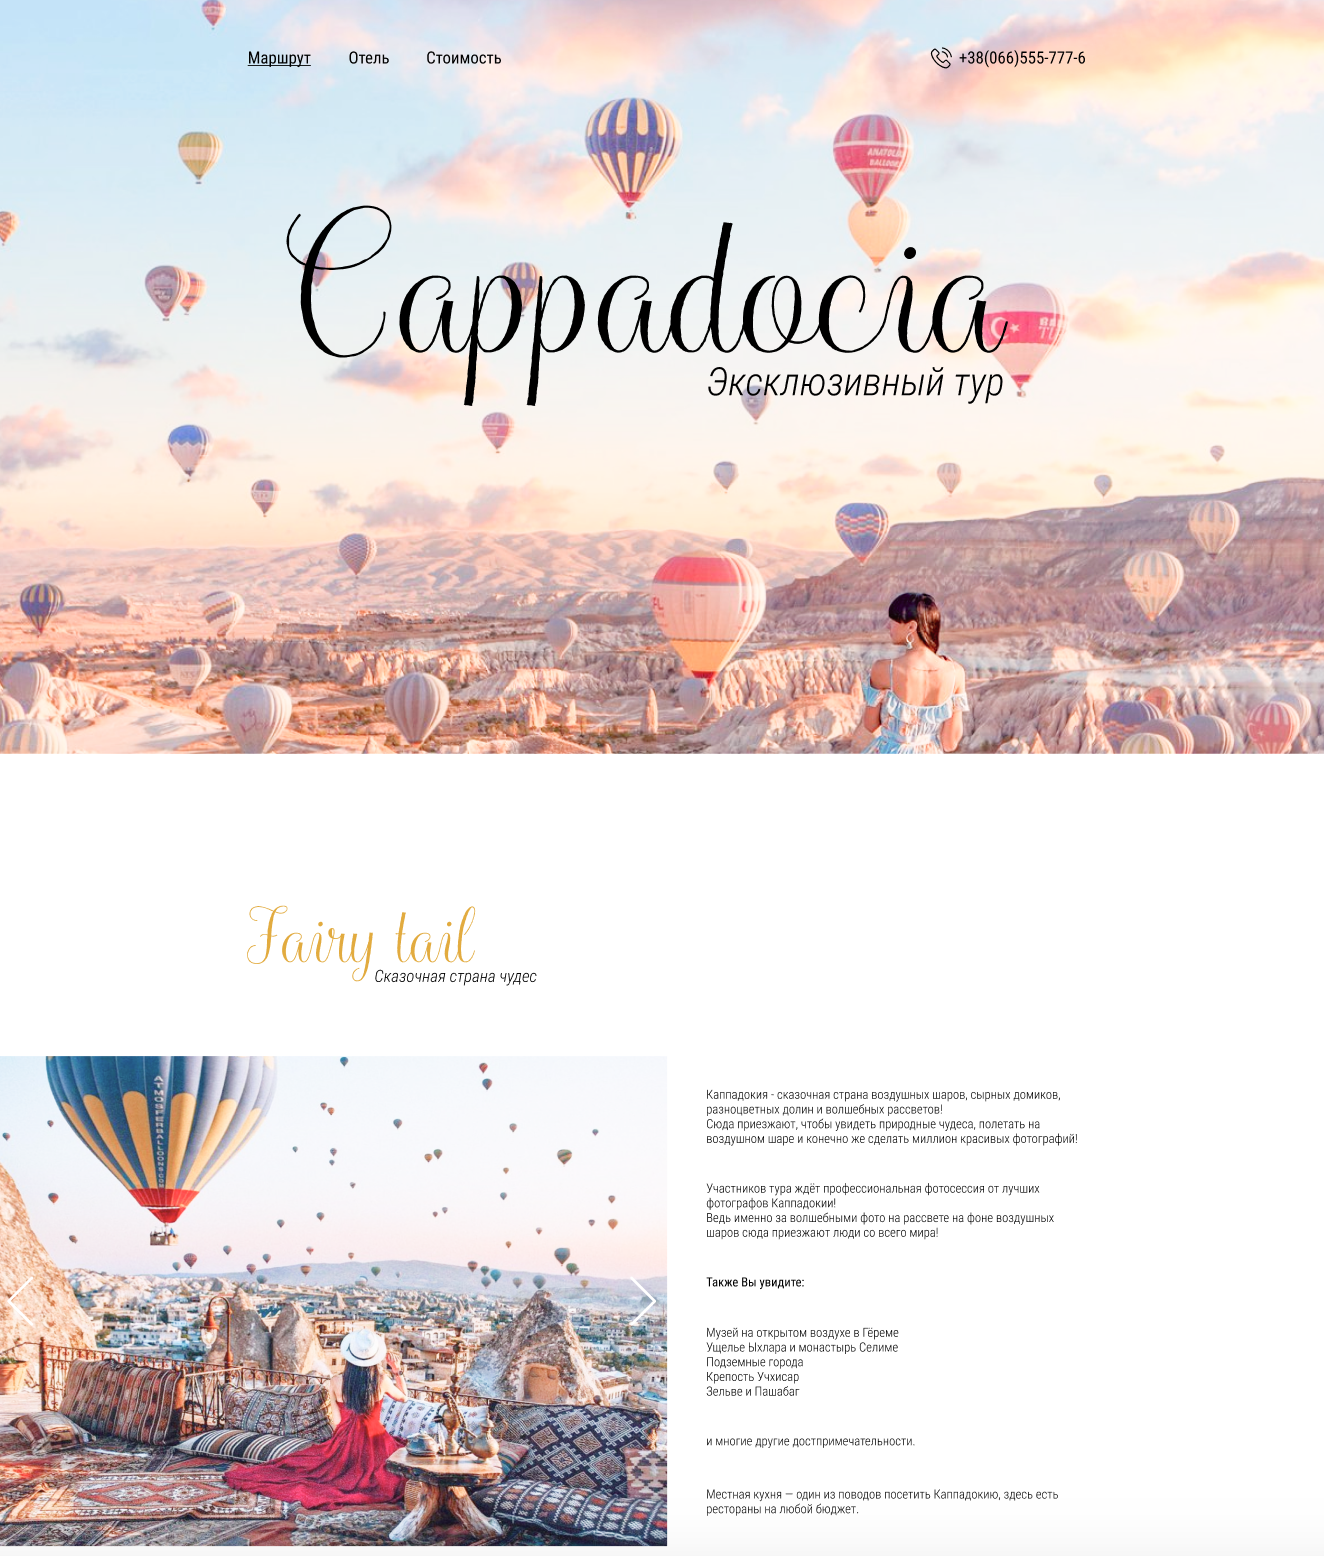 Маршрут Отель Стоимость +38(066)555-777-6
ANATOLIA
BALLOONS
Cappadocia
Эксклюзивный тур
Fairy tail
Сказочная страна чудес
ATMOSFERBALLOONS.COM
Каппадокия - сказочная страна воздушных шаров, сырных домиков,
разноцветных долин и волшебных рассветов!
Сюда приезжают, чтобы увидеть природные чудеса, полетать на
воздушном шаре и конечно же сделать миллион красивых фотографий!
Участников тура ждёт профессиональная фотосессия от лучших
фотографов Каппадокии!
Ведь именно за волшебными фото на рассвете на фоне воздушных
шаров сюда приезжают люди со всего мира!
Также Вы увидите:
Музей на открытом воздухе в Гёреме
Ущелье Ыхлара и монастырь Селиме
Подземные города
Крепость Учхисар
Зельве и Пашабаг
и многие другие достпримечательности.
Местная кухня — один из поводов посетить Каппадокию, здесь есть
рестораны на любой бюджет.